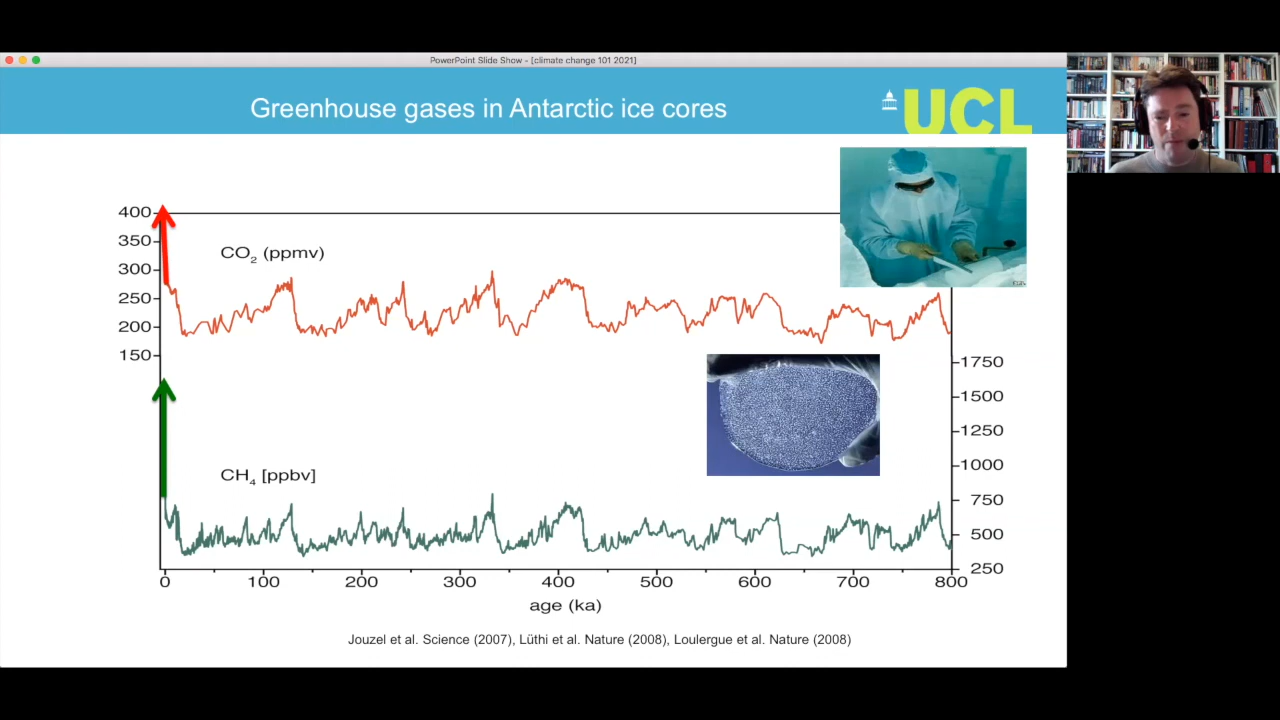 PowerPoint Slide Show - [climate change 101 2021]
Greenhouse gases in Antarctic ice cores
UCL
400
350
300
250
200
150
CO2 (ppmv)
1750
1500
1250
1000
750
500
250
CH4 [ppbv]
0 100 200 300 400 500 600 700 800
age (ka)
Jouzel et al. Science (2007), Lüthi et al. Nature (2008), Loulergue et al. Nature (2008)